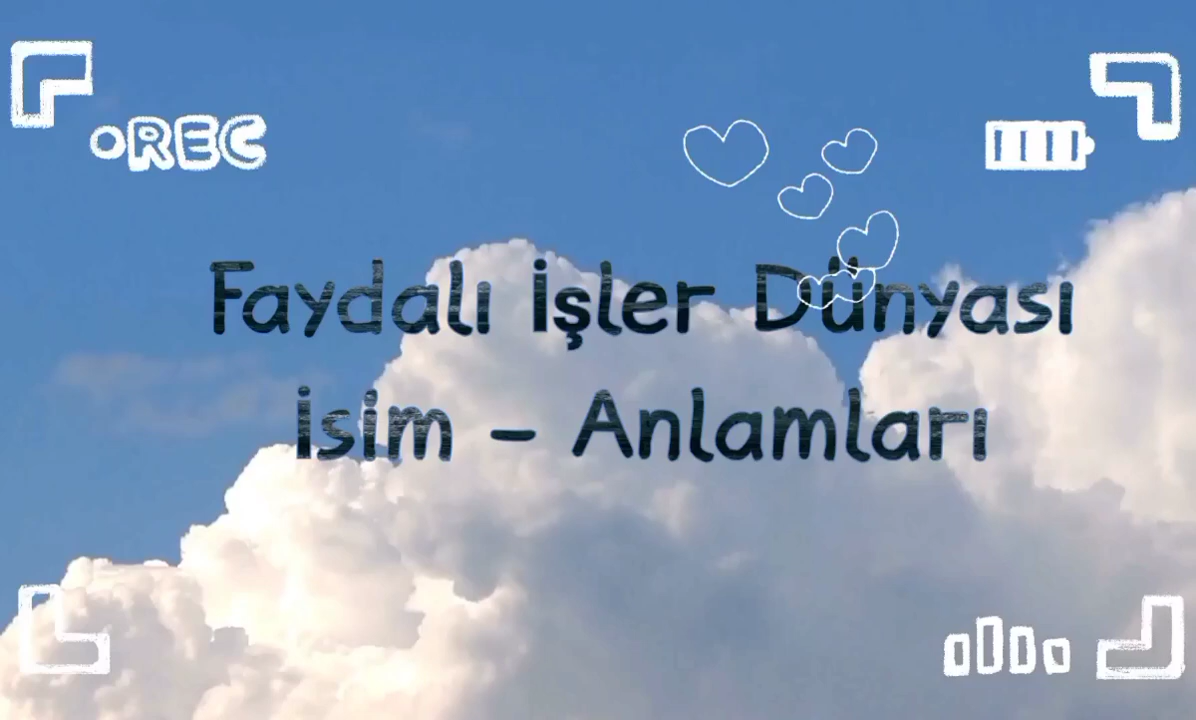 REC
Faydalı İşler Dünyası
İsim - Anlamları